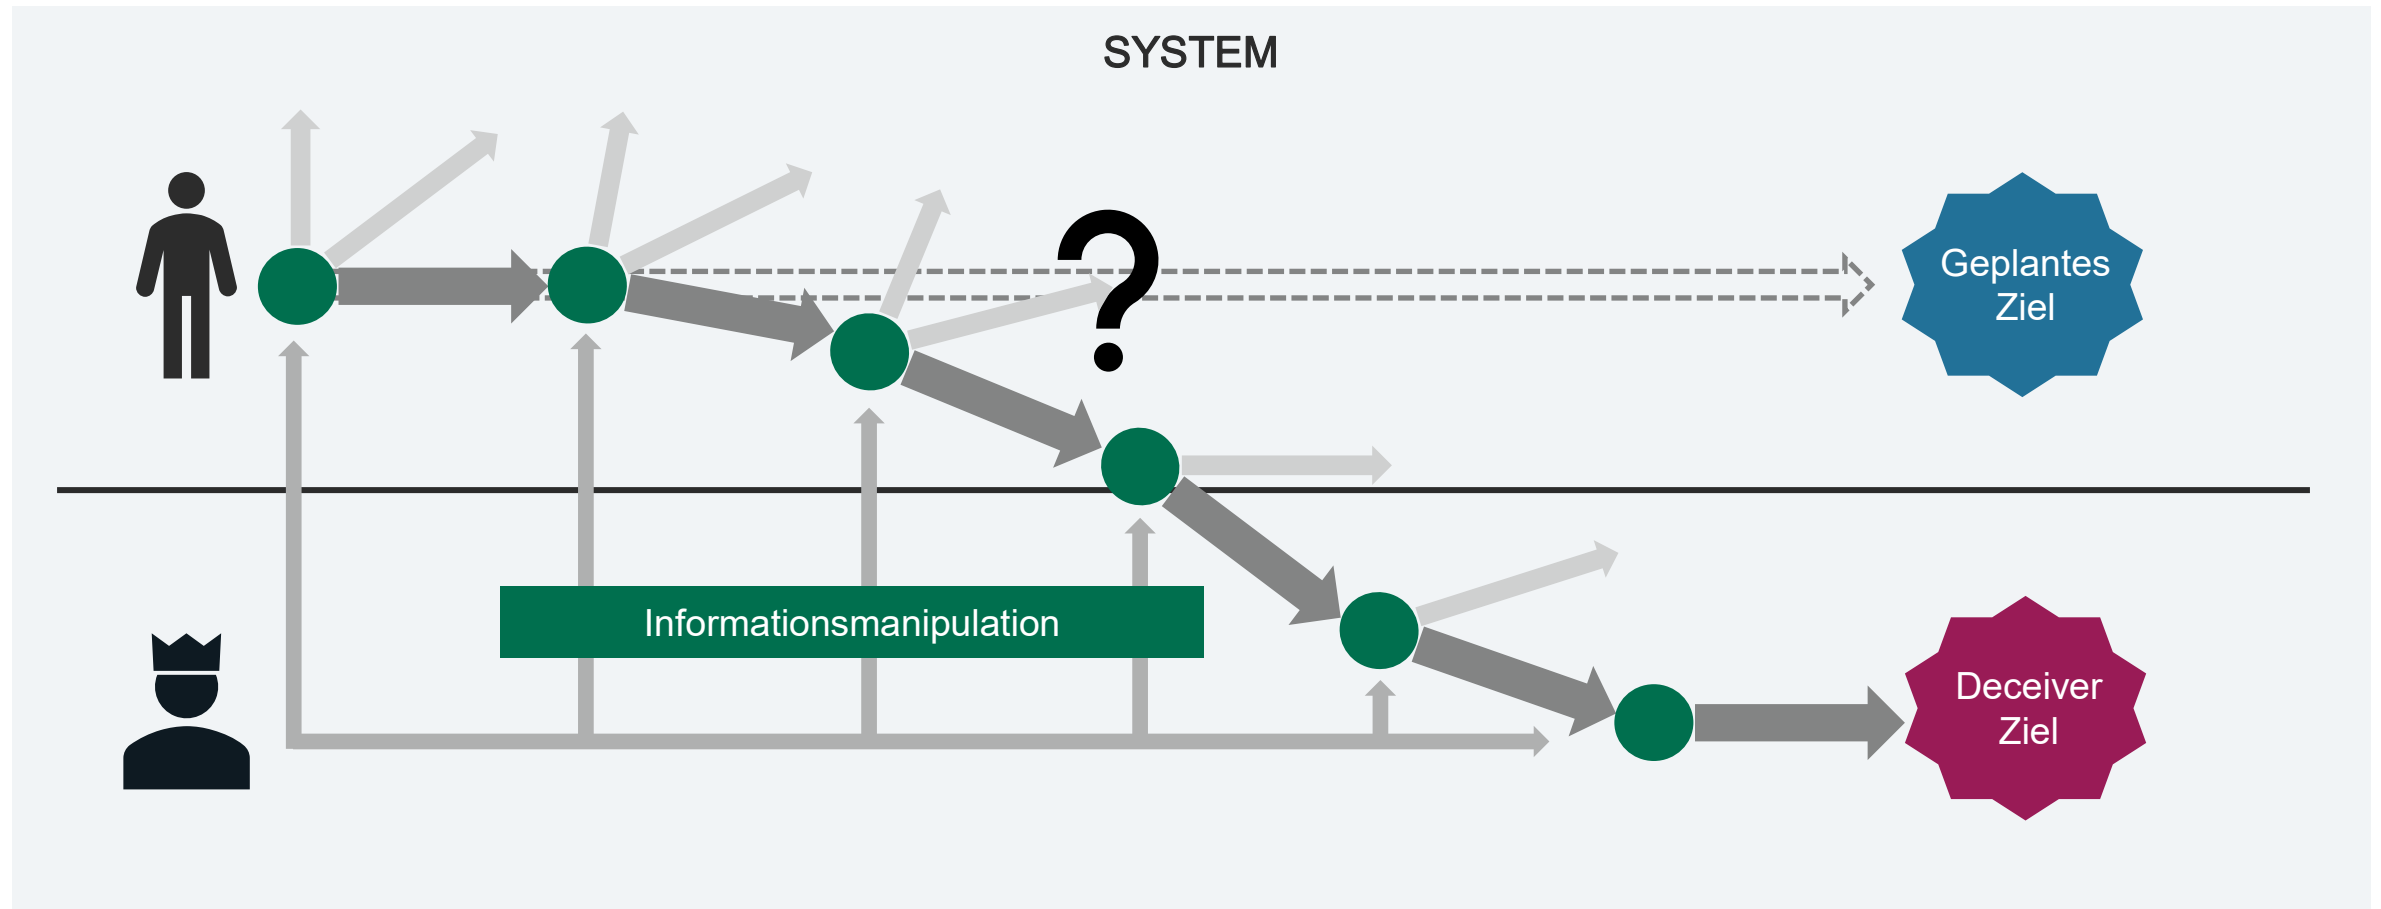 SYSTEM
?
Geplantes
Ziel
Informationsmanipulation
Deceiver
Ziel